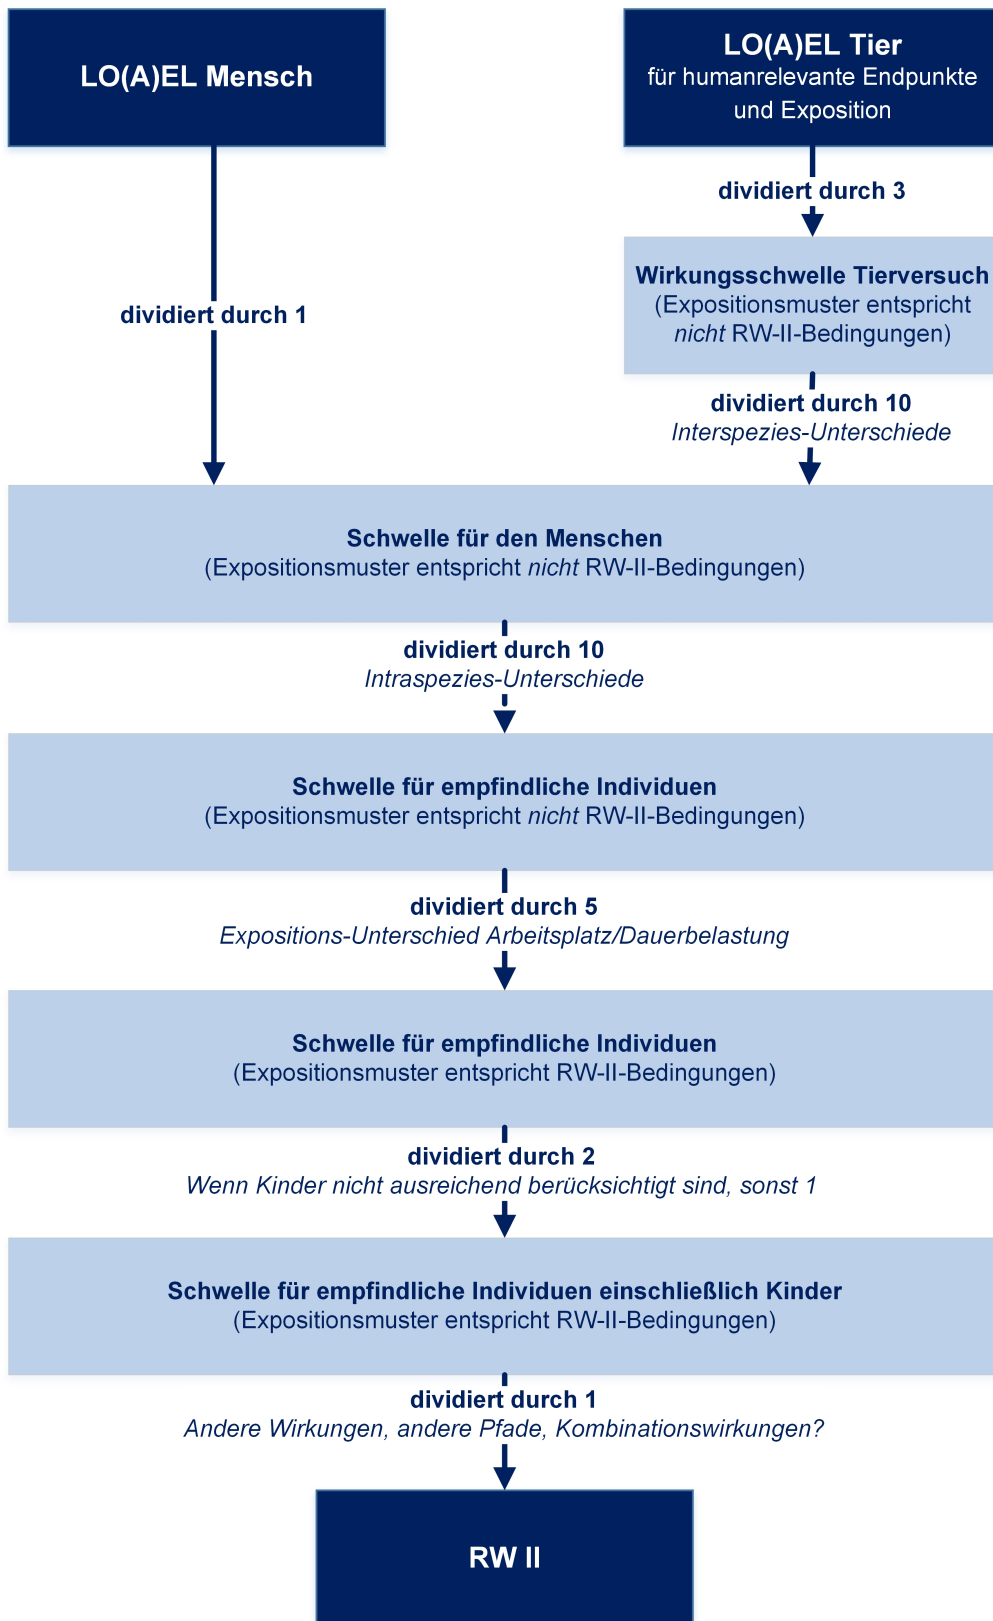 LO(A)EL Mensch
LO(A)EL Tier
für humanrelevante Endpunkte
und Exposition
dividiert durch 3
Wirkungsschwelle Tierversuch
(Expositionsmuster entspricht
nicht RW-II-Bedingungen)
dividiert durch 1
dividiert durch 10
Interspezies-Unterschiede
Schwelle für den Menschen
(Expositionsmuster entspricht nicht RW-II-Bedingungen)
dividiert durch 10
Intraspezies-Unterschiede
Schwelle für empfindliche Individuen
(Expositionsmuster entspricht nicht RW-II-Bedingungen)
dividiert durch 5
Expositions-Unterschied Arbeitsplatz/Dauerbelastung
Schwelle für empfindliche Individuen
(Expositionsmuster entspricht RW-II-Bedingungen)
dividiert durch 2
Wenn Kinder nicht ausreichend berücksichtigt sind, sonst 1
Schwelle für empfindliche Individuen einschließlich Kinder
(Expositionsmuster entspricht RW-II-Bedingungen)
dividiert durch 1
Andere Wirkungen, andere Pfade, Kombinationswirkungen?
RW II